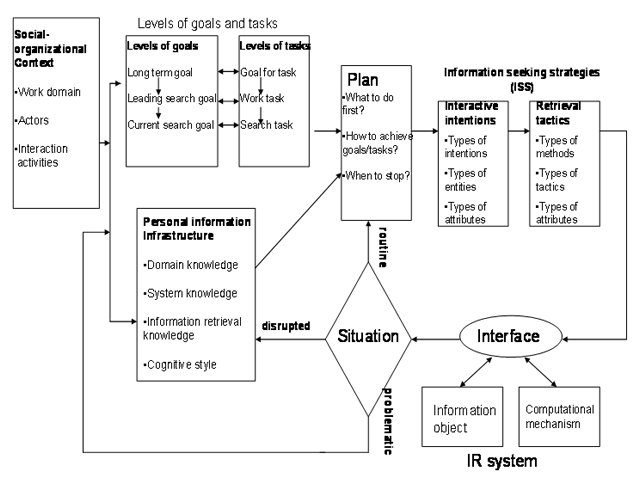 Levels of goals and tasks
Social-
organizational
Context
•Work domain
•Actors
•Interaction
activities
Levels of goals
Long term goal
Leading search goal
Current search goal
Levels of tasks
Goal for task
Work task
Search task
Plan
•What to do
first?
•How to achieve
goals/tasks?
•When to stop?
Information seeking strategies
(ISS)
Interactive
intentions
•Types of
intentions
•Types of
entities
•Types of
attributes
Retrieval
tactics
•Types of
methods
•Types of
tactics
•Types of
attributes
Personal information
Infrastructure
•Domain knowledge
•System knowledge
•Information retrieval
knowledge
•Cognitive style
disrupted
routine
Situation
problematic
Interface
Information
object
Computational
mechanism
IR system